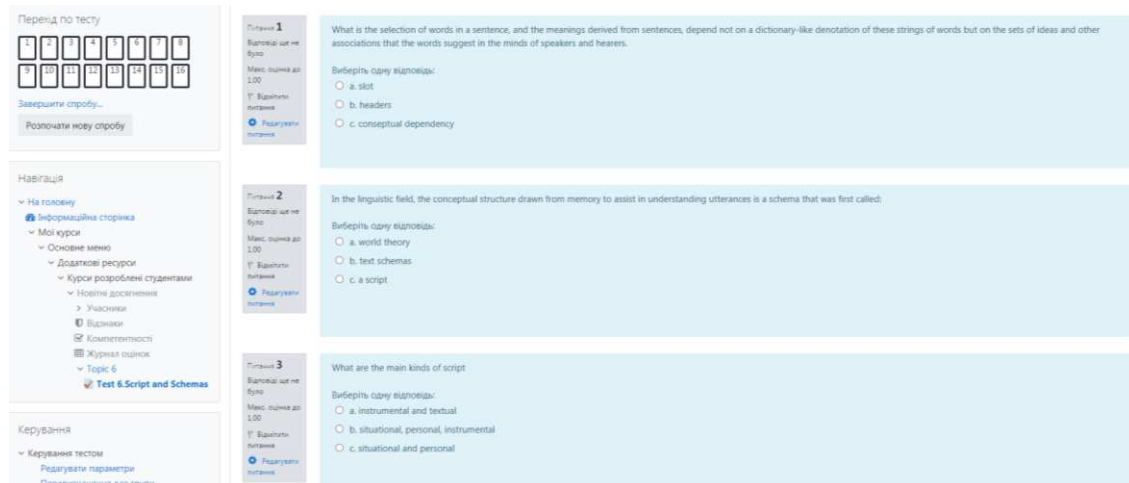 Перехід по тесту
1 2 3 4 5 6 7 8
9 10 11 12 13 14 15 16
Завершити спробу...
Розпочати нову спробу
Навігація
На головну
Інформаційна сторінка
Мої курси
Основне меню
Додаткові ресурси
Курси розроблені студентами
Новітні досягнення
Учасники
Відзнаки
Компетентності
Журнал оцінок
Topic 6
Test 6.Script and Schemas
Керування
Керування тестом
Редагувати параметри
Питання 1
Відповіді ще не
було
Макс. оцінка до
1,00
Відмітити
питання
Редагувати
питання
What is the selection of words in a sentence, and the meanings derived from sentences, depend not on a dictionary-like denotation of these strings of words but on the sets of ideas and other
associations that the words suggest in the minds of speakers and hearers.
Виберіть одну відповідь:
a. slot
b. headers
c. conseptual dependency
Питання 2
Відповіді ще не
було
Макс. оцінка до
1,00
Відмітити
питання
Редагувати
питання
In the linguistic field, the conceptual structure drawn from memory to assist in understanding utterances is a schema that was first called:
Виберіть одну відповідь:
a. world theory
b. text schemas
c. a script
Питання 3
Відповіді ще не
було
Макс. оцінка до
1,00
Відмітити
питання
Редагувати
питання
What are the main kinds of script
Виберіть одну відповідь:
a. instrumental and textual
b. situational, personal, instrumental
c. situational and personal